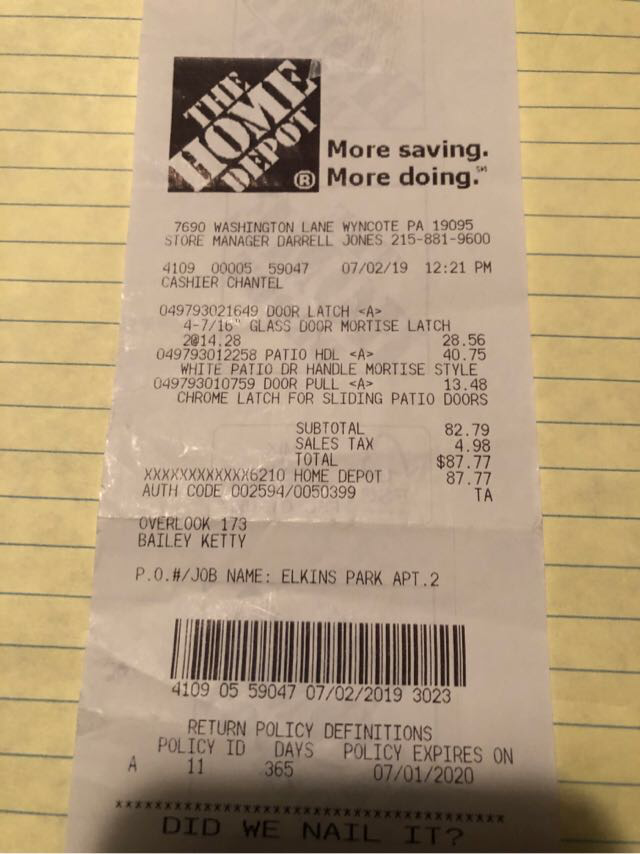 THE
HOME
DEPOT
®
More saving.
More doing.℠
7690 WASHINGTON LANE WYNCOTE PA 19095
STORE MANAGER DARRELL JONES 215-881-9600
4109 00005 59047 07/02/19 12:21 PM
CASHIER CHANTEL
049793021649 DOOR LATCH <A>
4-7/16" GLASS DOOR MORTISE LATCH
2@14.28 28.56
049793012258 PATIO HDL <A> 40.75
WHITE PATIO DR HANDLE MORTISE STYLE
049793010759 DOOR PULL <A> 13.48
CHROME LATCH FOR SLIDING PATIO DOORS
SUBTOTAL 82.79
SALES TAX 4.98
TOTAL $87.77
XXXXXXXXXXXX6210 HOME DEPOT 87.77
AUTH CODE 002594/0050399 TA
OVERLOOK 173
BAILEY KETTY
P.O.#/JOB NAME: ELKINS PARK APT.2
4109 05 59047 07/02/2019 3023
RETURN POLICY DEFINITIONS
POLICY ID DAYS POLICY EXPIRES ON
A 11 365 07/01/2020
DID WE NAIL IT?